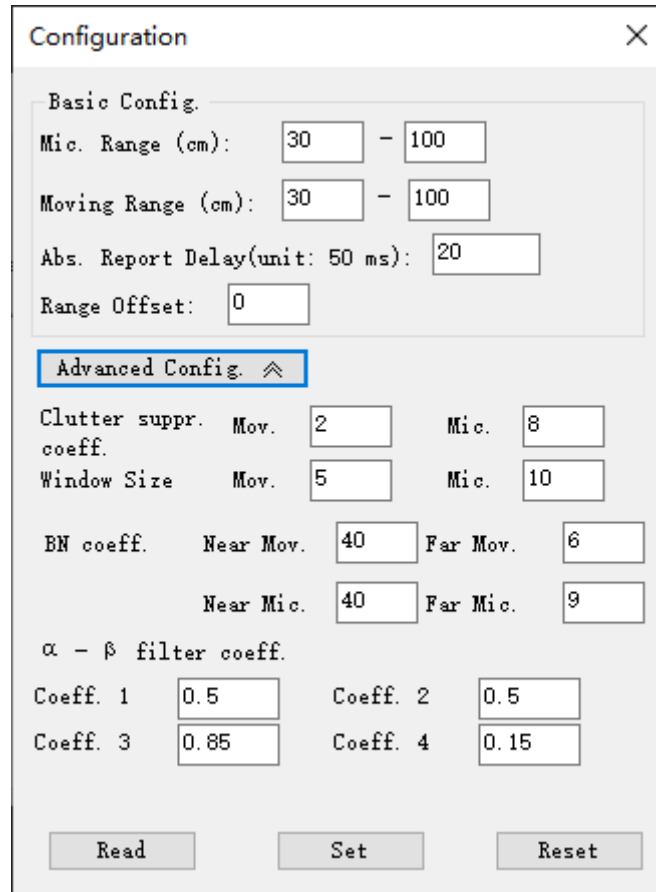 Configuration
Basic Config.
Mic. Range (cm): 30 - 100
Moving Range (cm): 30 - 100
Abs. Report Delay(unit: 50 ms): 20
Range Offset: 0
Advanced Config.
Clutter suppr. coeff. Mov. 2 Mic. 8
Window Size Mov. 5 Mic. 10
BN coeff. Near Mov. 40 Far Mov. 6
Near Mic. 40 Far Mic. 9
α - β filter coeff.
Coeff. 1 0.5 Coeff. 2 0.5
Coeff. 3 0.85 Coeff. 4 0.15
Read Set Reset